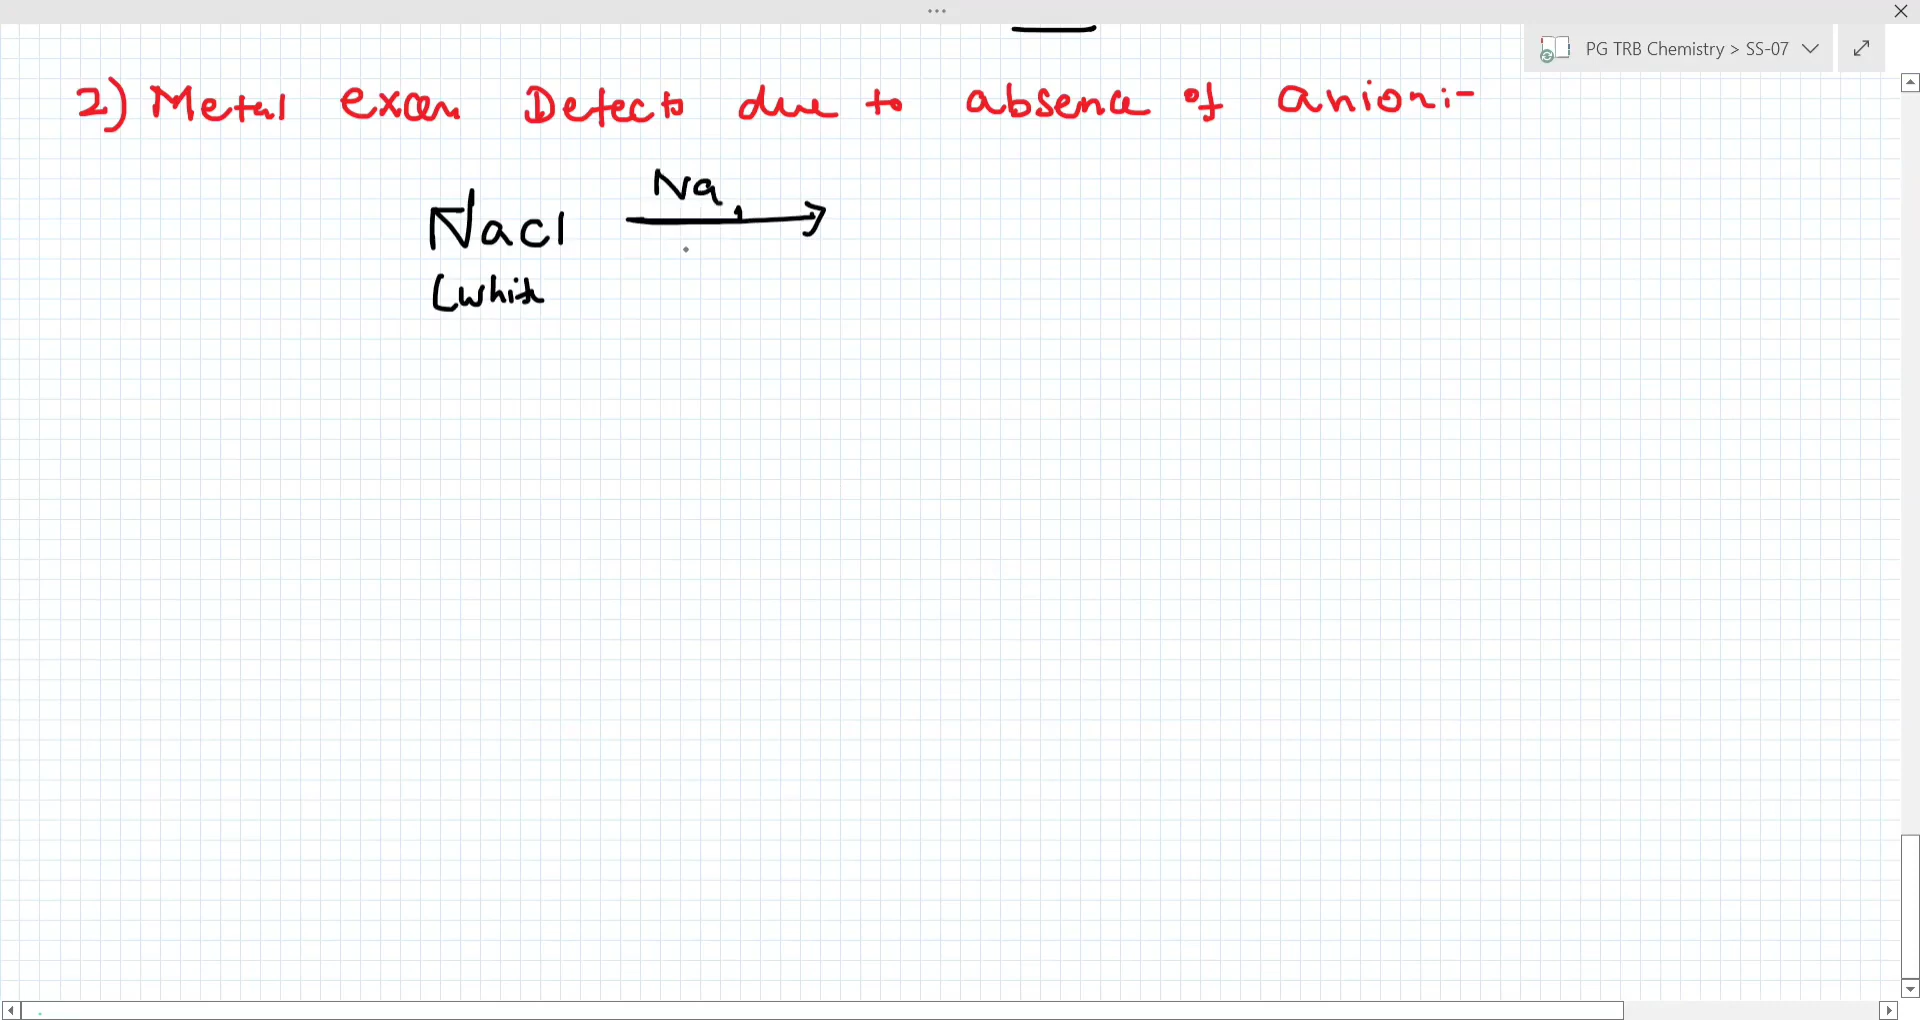 PG TRB Chemistry > SS-07
2) Metal excess Defects due to absence of anion:-
Na
NaCl
(white